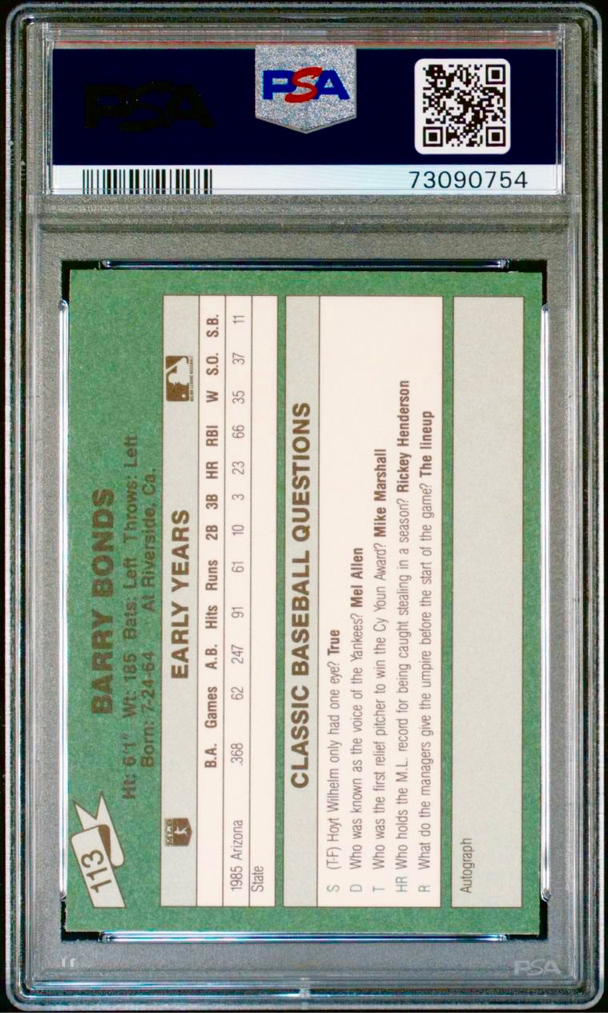 PSA
PSA
73090754
113
BARRY BONDS
Ht: 6'1" Wt: 185 Bats: Left Throws: Left
Born: 7-24-64 At Riverside, Ca.
EARLY YEARS
B.A. Games A.B. Hits Runs 2B 3B HR RBI W S.O. S.B.
1985 Arizona .368 62 247 91 61 10 3 23 66 35 37 11
State
CLASSIC BASEBALL QUESTIONS
S (T-F) Hoyt Wilhelm only had one eye? True
D Who was known as the voice of the Yankees? Mel Allen
T Who was the first relief pitcher to win the Cy Youn Award? Mike Marshall
HR Who holds the M.L. record for being caught stealing in a season? Rickey Henderson
R What do the managers give the umpire before the start of the game? The lineup
Autograph
PSA